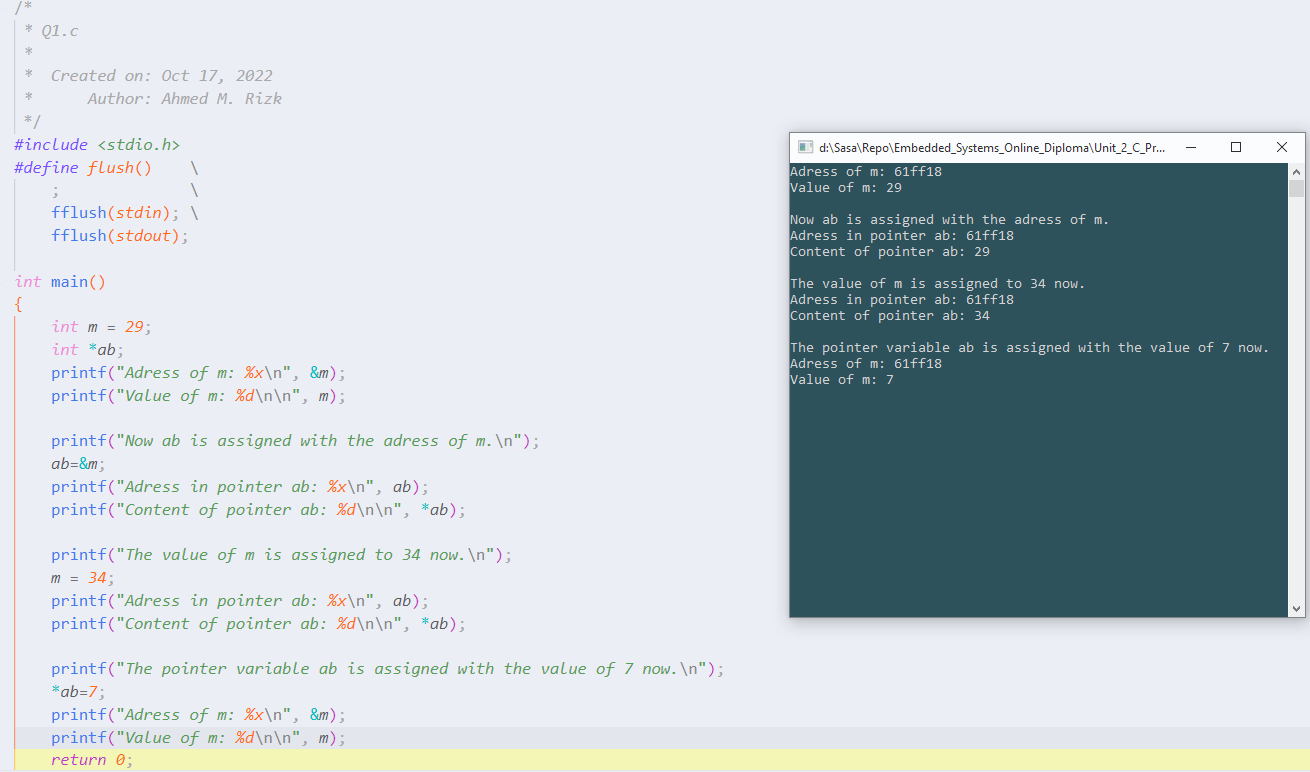 /*
 * Q1.c
 *
 *  Created on: Oct 17, 2022
 *      Author: Ahmed M. Rizk
 */
#include <stdio.h>
#define flush()    \
    ;              \
    fflush(stdin); \
    fflush(stdout);

int main()
{
    int m = 29;
    int *ab;
    printf("Adress of m: %x\n", &m);
    printf("Value of m: %d\n\n", m);

    printf("Now ab is assigned with the adress of m.\n");
    ab=&m;
    printf("Adress in pointer ab: %x\n", ab);
    printf("Content of pointer ab: %d\n\n", *ab);

    printf("The value of m is assigned to 34 now.\n");
    m = 34;
    printf("Adress in pointer ab: %x\n", ab);
    printf("Content of pointer ab: %d\n\n", *ab);

    printf("The pointer variable ab is assigned with the value of 7 now.\n");
    *ab=7;
    printf("Adress of m: %x\n", &m);
    printf("Value of m: %d\n\n", m);
    return 0;
d:\Sasa\Repo\Embedded_Systems_Online_Diploma\Unit_2_C_Pr...
Adress of m: 61ff18
Value of m: 29

Now ab is assigned with the adress of m.
Adress in pointer ab: 61ff18
Content of pointer ab: 29

The value of m is assigned to 34 now.
Adress in pointer ab: 61ff18
Content of pointer ab: 34

The pointer variable ab is assigned with the value of 7 now.
Adress of m: 61ff18
Value of m: 7